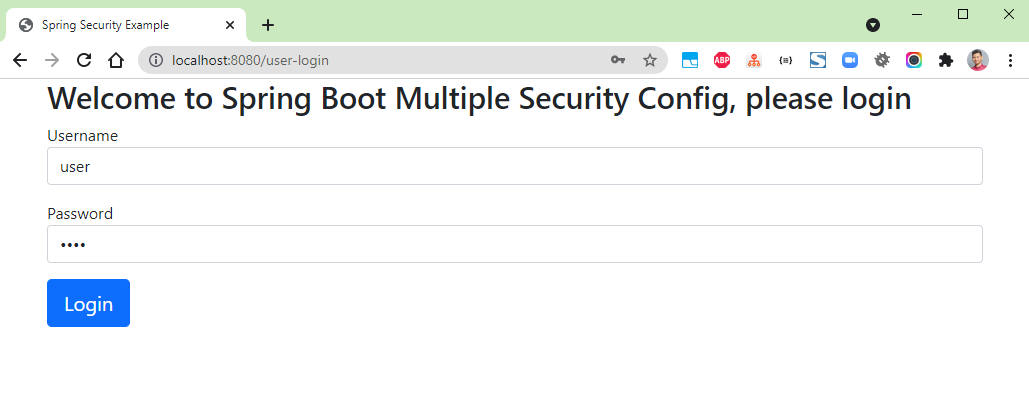 Spring Security Example
localhost:8080/user-login
ABP
Welcome to Spring Boot Multiple Security Config, please login
Username
user
Password
••••
Login